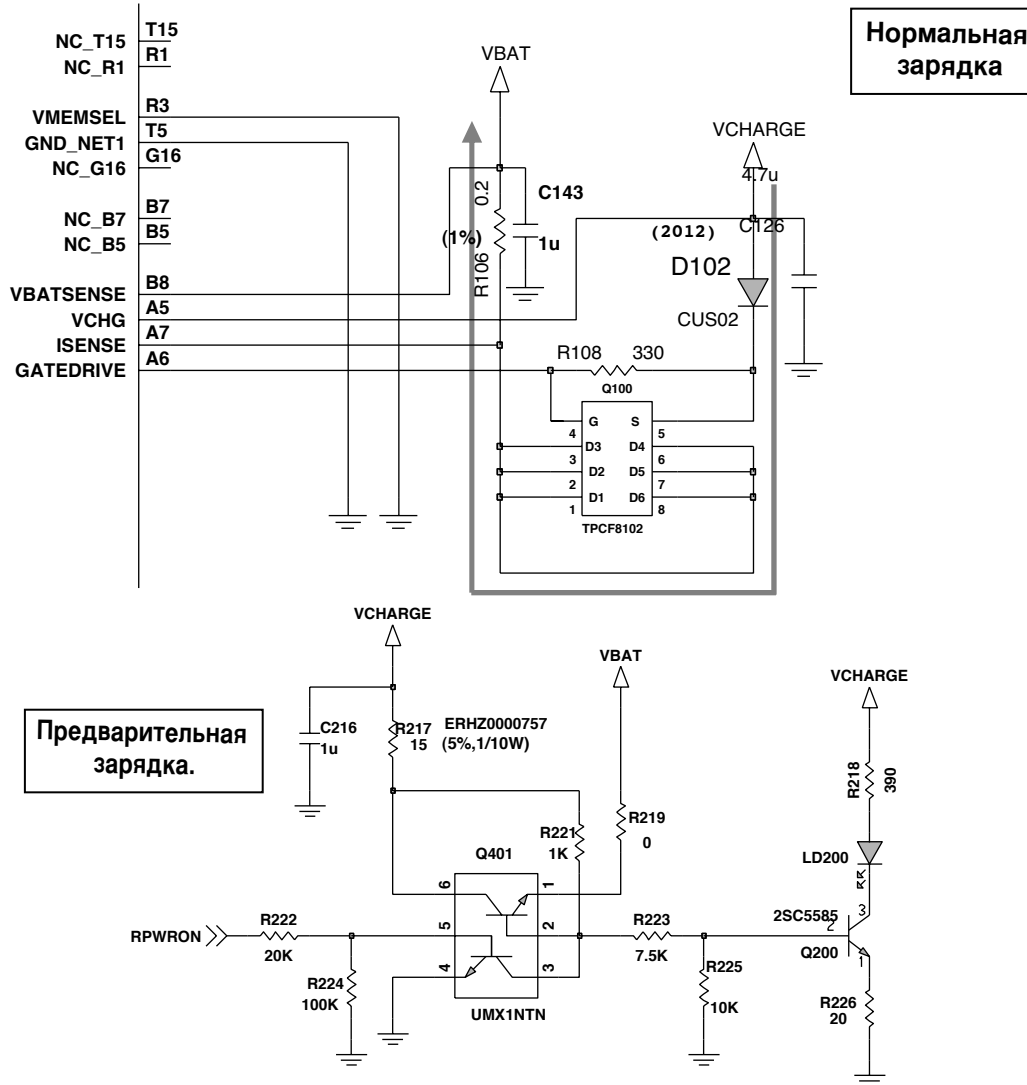 Нормальная
зарядка
NC_T15 T15
NC_R1 R1
VMEMSEL R3
GND_NET1 T5
NC_G16 G16
NC_B7 B7
NC_B5 B5
VBATSENSE B8
VCHG A5
ISENSE A7
GATEDRIVE A6
VBAT
0.2
(1%)
R106
C143
1u
VCHARGE
4.7u
(2012)
C126
D102
CUS02
R108 330
Q100
G S
4 5
D3 D4
3 6
D2 D5
2 7
D1 D6
1 8
TPCF8102
Предварительная
зарядка.
VCHARGE
C216
1u
R217
15
ERHZ0000757
(5%,1/10W)
VBAT
R219
0
R221
1K
Q401
6 1
5 2
4 3
UMX1NTN
RPWRON
R222
20K
R224
100K
R223
7.5K
R225
10K
VCHARGE
R218
390
LD200
2SC5585
2 3
Q200
1
R226
20